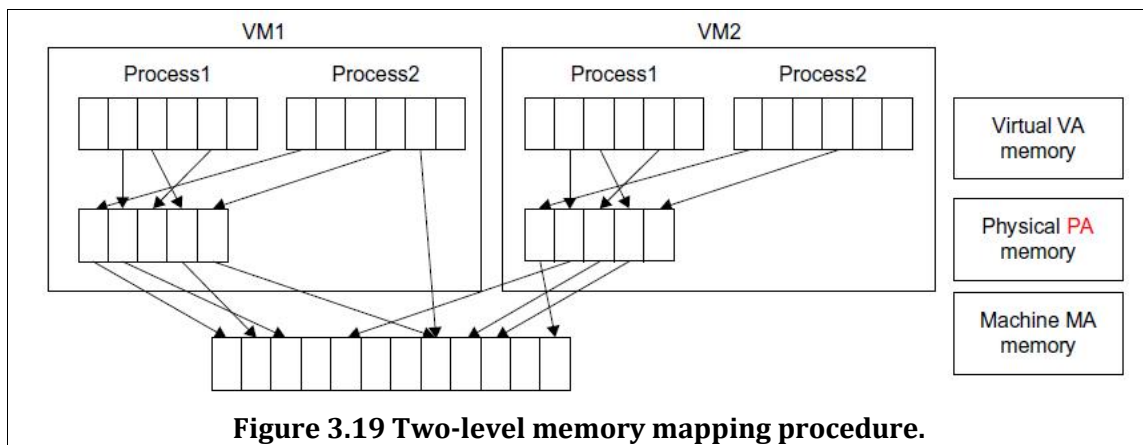 VM1
VM2
Process1
Process2
Process1
Process2
Virtual VA
memory
Physical PA
memory
Machine MA
memory
Figure 3.19 Two-level memory mapping procedure.